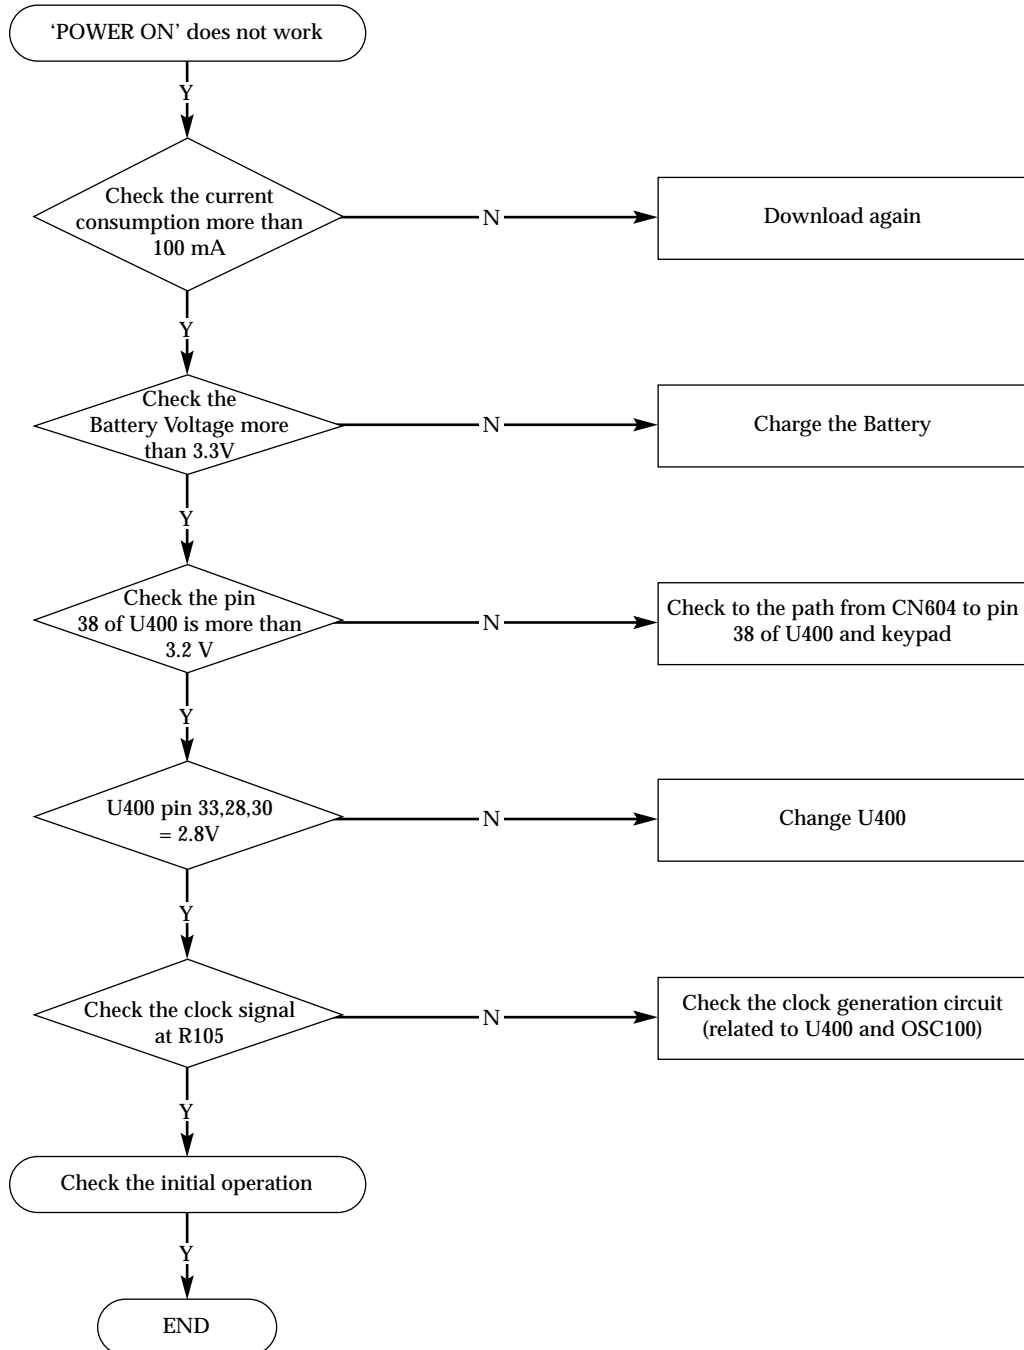 ‘POWER ON’ does not work
Y
Check the current
consumption more than
100 mA
N
Download again
Y
Check the
Battery Voltage more
than 3.3V
N
Charge the Battery
Y
Check the pin
38 of U400 is more than
3.2 V
N
Check to the path from CN604 to pin
38 of U400 and keypad
Y
U400 pin 33,28,30
= 2.8V
N
Change U400
Y
Check the clock signal
at R105
N
Check the clock generation circuit
(related to U400 and OSC100)
Y
Check the initial operation
Y
END